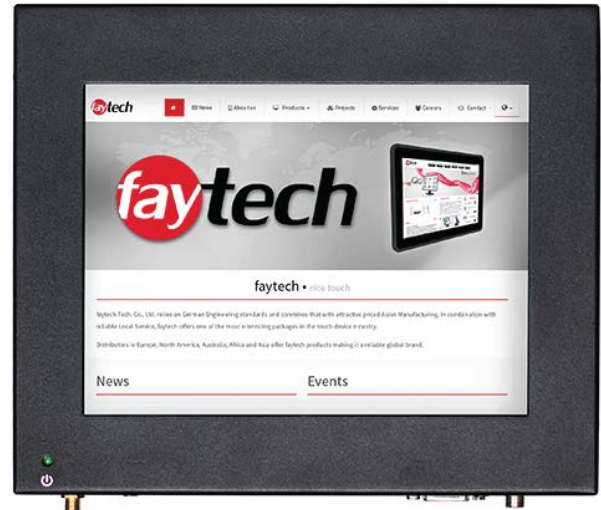 faytech
News
About us
Products
Projects
Services
Careers
Contact
faytech
faytech • nice touch
faytech Tech. Co., Ltd. relies on German Engineering standards and combines that with attractive priced Asian Manufacturing. In combination with
reliable Local Service, faytech offers one of the most interesting packages in the touch device industry.
Distributors in Europe, North America, Australia, Africa and Asia offer faytech products making it a reliable global brand.
News
Events